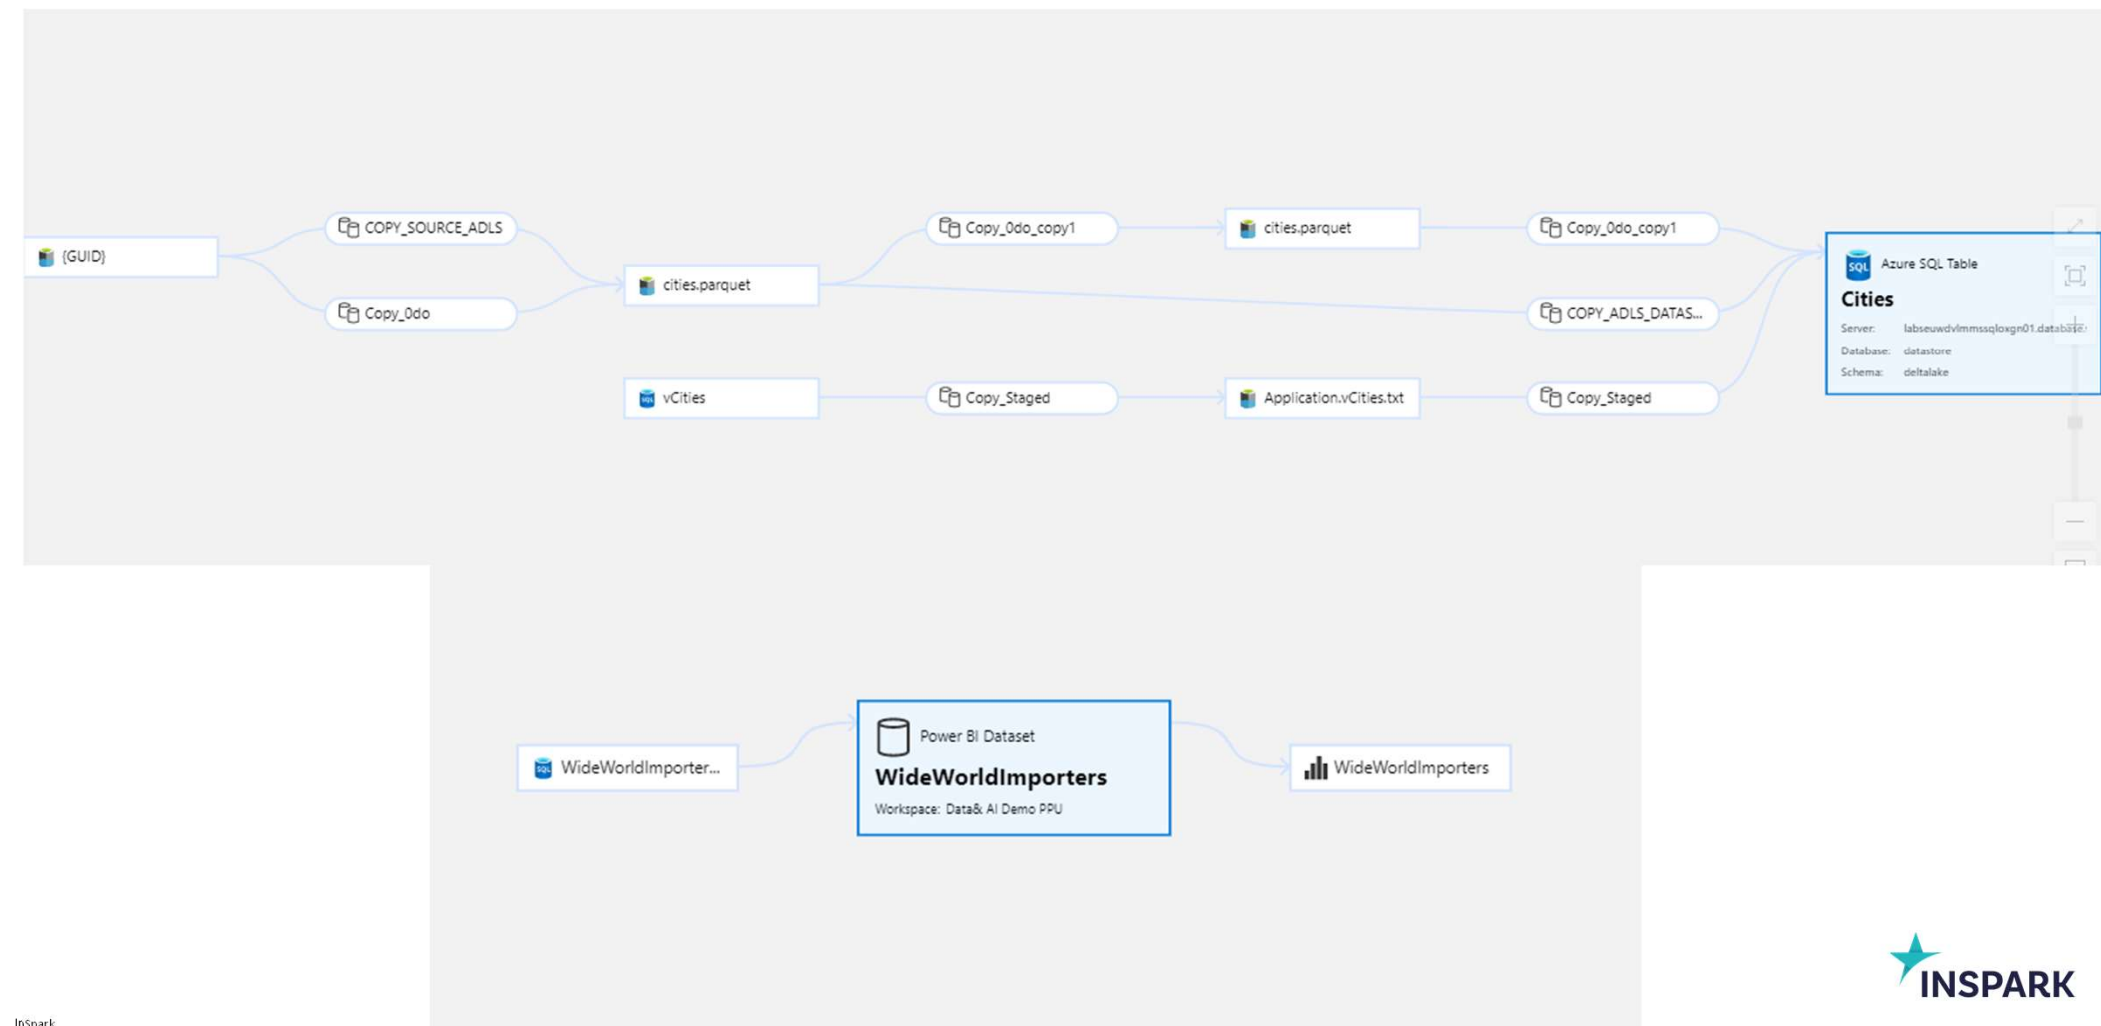 COPY_SOURCE_ADLS
Copy_0do_copy1
cities.parquet
Copy_0do_copy1
{GUID}
Azure SQL Table
cities.parquet
Cities
Copy_0do
COPY_ADLS_DATAS...
Server: labseuwdvlmmssqloxgn01.database.
Database: datastore
Schema: deltalake
vCities
Copy_Staged
Application.vCities.txt
Copy_Staged
Power BI Dataset
WideWorldImporter...
WideWorldImporters
WideWorldImporters
Workspace: Data& AI Demo PPU
INSPARK
InSpark